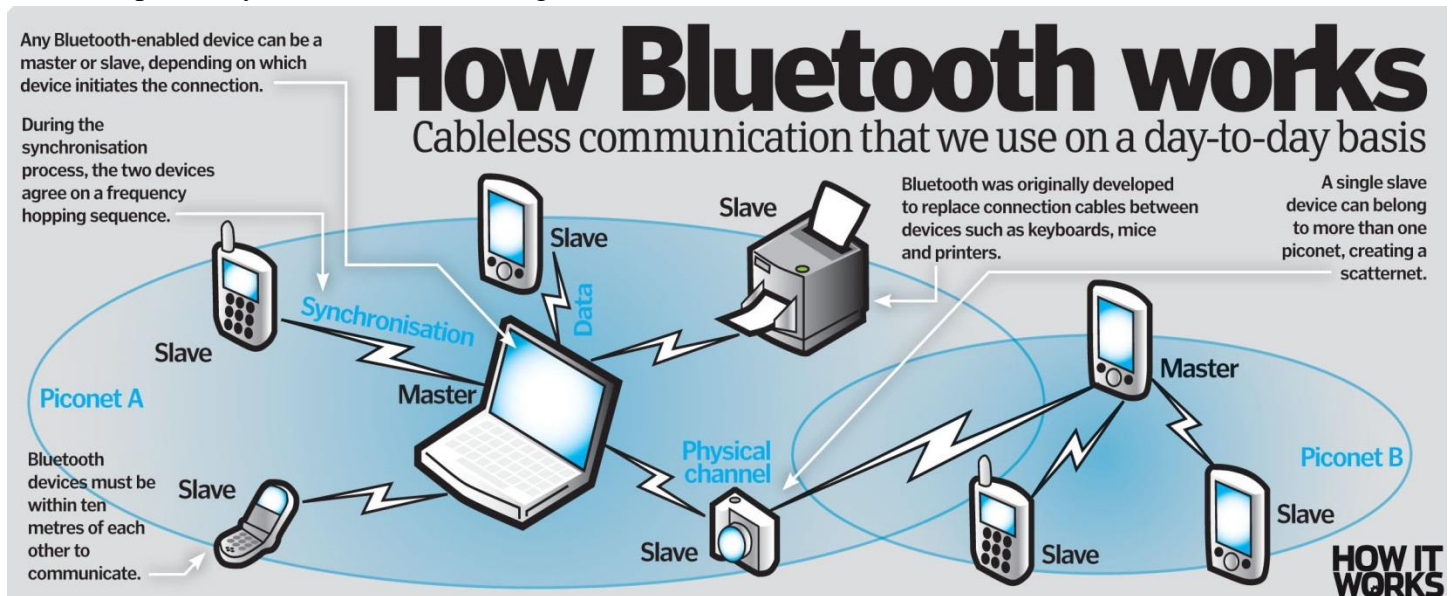 How Bluetooth works
Cableless communication that we use on a day-to-day basis
Any Bluetooth-enabled device can be a
master or slave, depending on which
device initiates the connection.
During the
synchronisation
process, the two devices
agree on a frequency
hopping sequence.
Slave
Slave
Slave
Bluetooth was originally developed
to replace connection cables between
devices such as keyboards, mice
and printers.
A single slave
device can belong
to more than one
piconet, creating a
scatternet.
Synchronisation
Data
Piconet A
Master
Master
Physical
channel
Piconet B
Bluetooth
devices must be
within ten
metres of each
other to
communicate.
Slave
Slave
Slave
Slave
HOW IT
WORKS